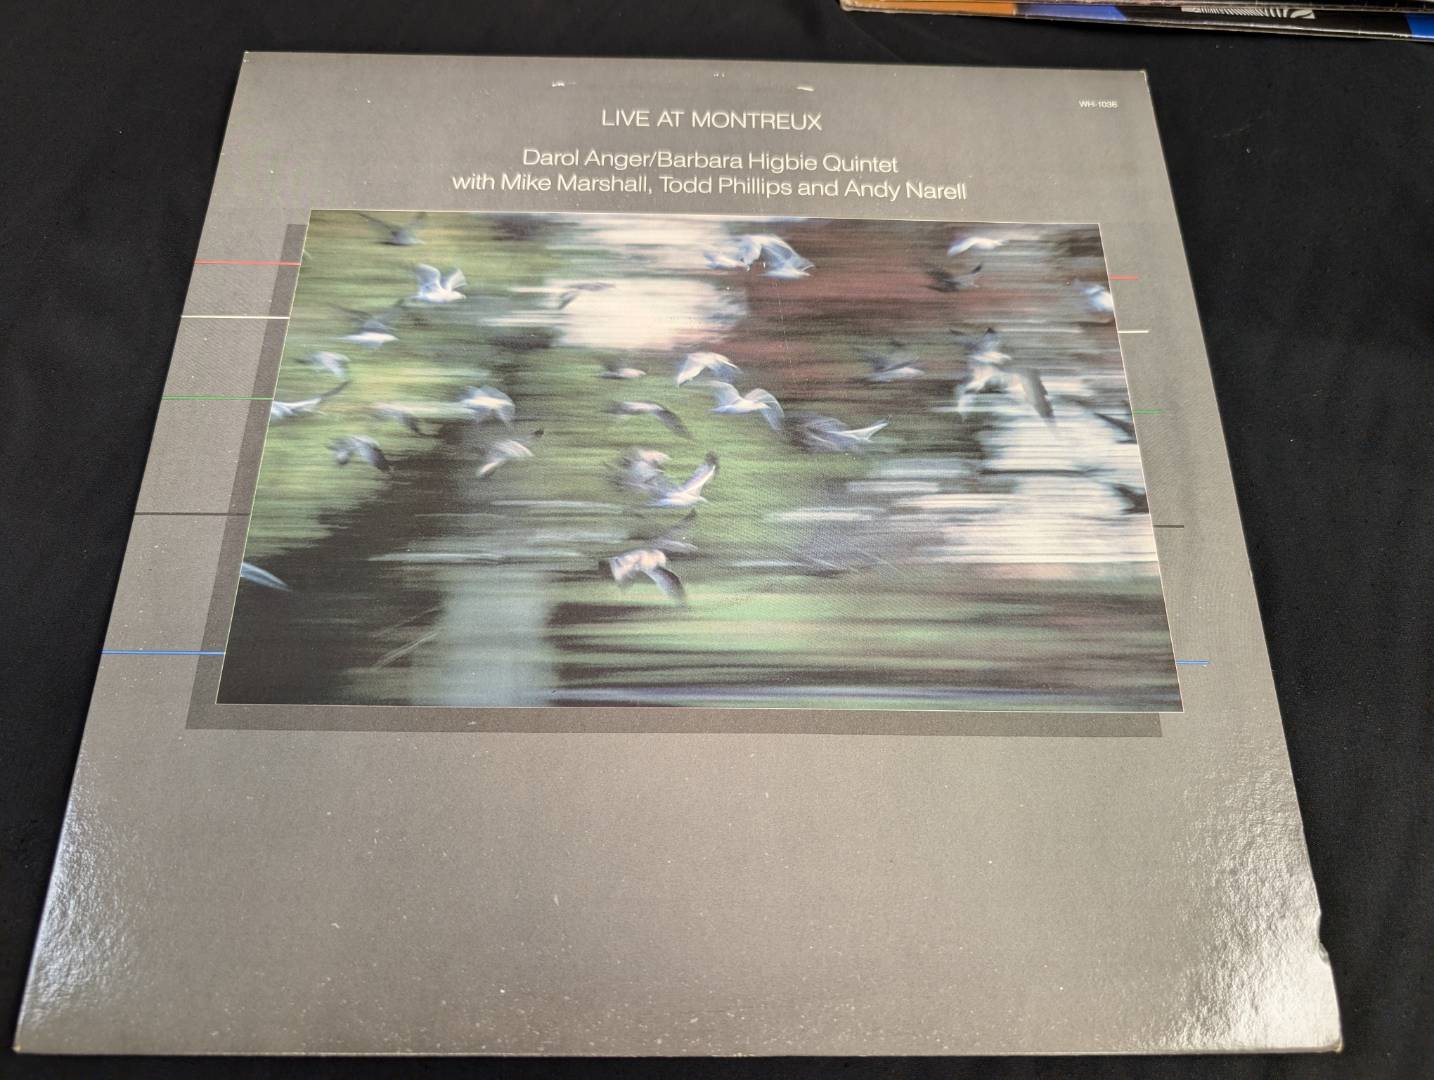 WH-1036
LIVE AT MONTREUX
Darol Anger/Barbara Higbie Quintet
with Mike Marshall, Todd Phillips and Andy Narell